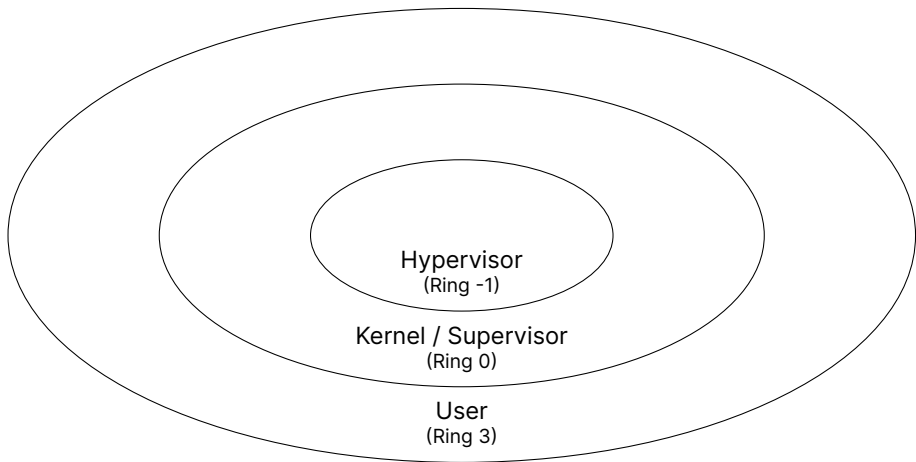 Hypervisor
(Ring -1)
Kernel / Supervisor
(Ring 0)
User
(Ring 3)